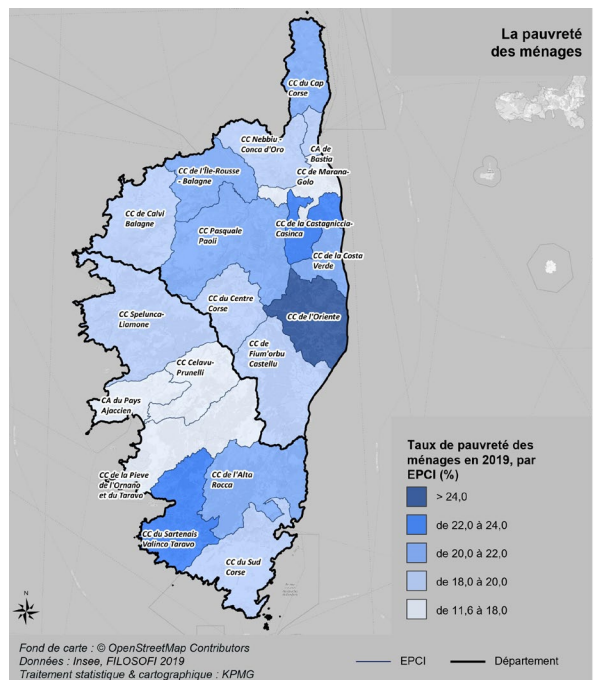 La pauvreté
des ménages
CC du Cap
Corse
CC Nebbiu -
Conca d'Oro
CA de
Bastia
CC de l'Île-Rousse
- Balagne
CC de Marana-
Golo
CC de Calvi
Balagne
CC Pasquale
Paoli
CC de la Castagniccia-
Casinca
CC de la Costa
Verde
CC du Centre
Corse
CC de l'Oriente
CC Spelunca-
Liamone
CC de
Fium'orbu
Castellu
CC Celavu-
Prunelli
CA du Pays
Ajaccien
CC de la Pieve
de l'Ornano
et du Taravo
CC de l'Alta
Rocca
CC du Sartenais
Valinco Taravo
CC du Sud
Corse
Taux de pauvreté des
ménages en 2019, par
EPCI (%)
> 24,0
de 22,0 à 24,0
de 20,0 à 22,0
de 18,0 à 20,0
de 11,6 à 18,0
N
Fond de carte : © OpenStreetMap Contributors
Données : Insee, FILOSOFI 2019
Traitement statistique & cartographique : KPMG
EPCI
Département